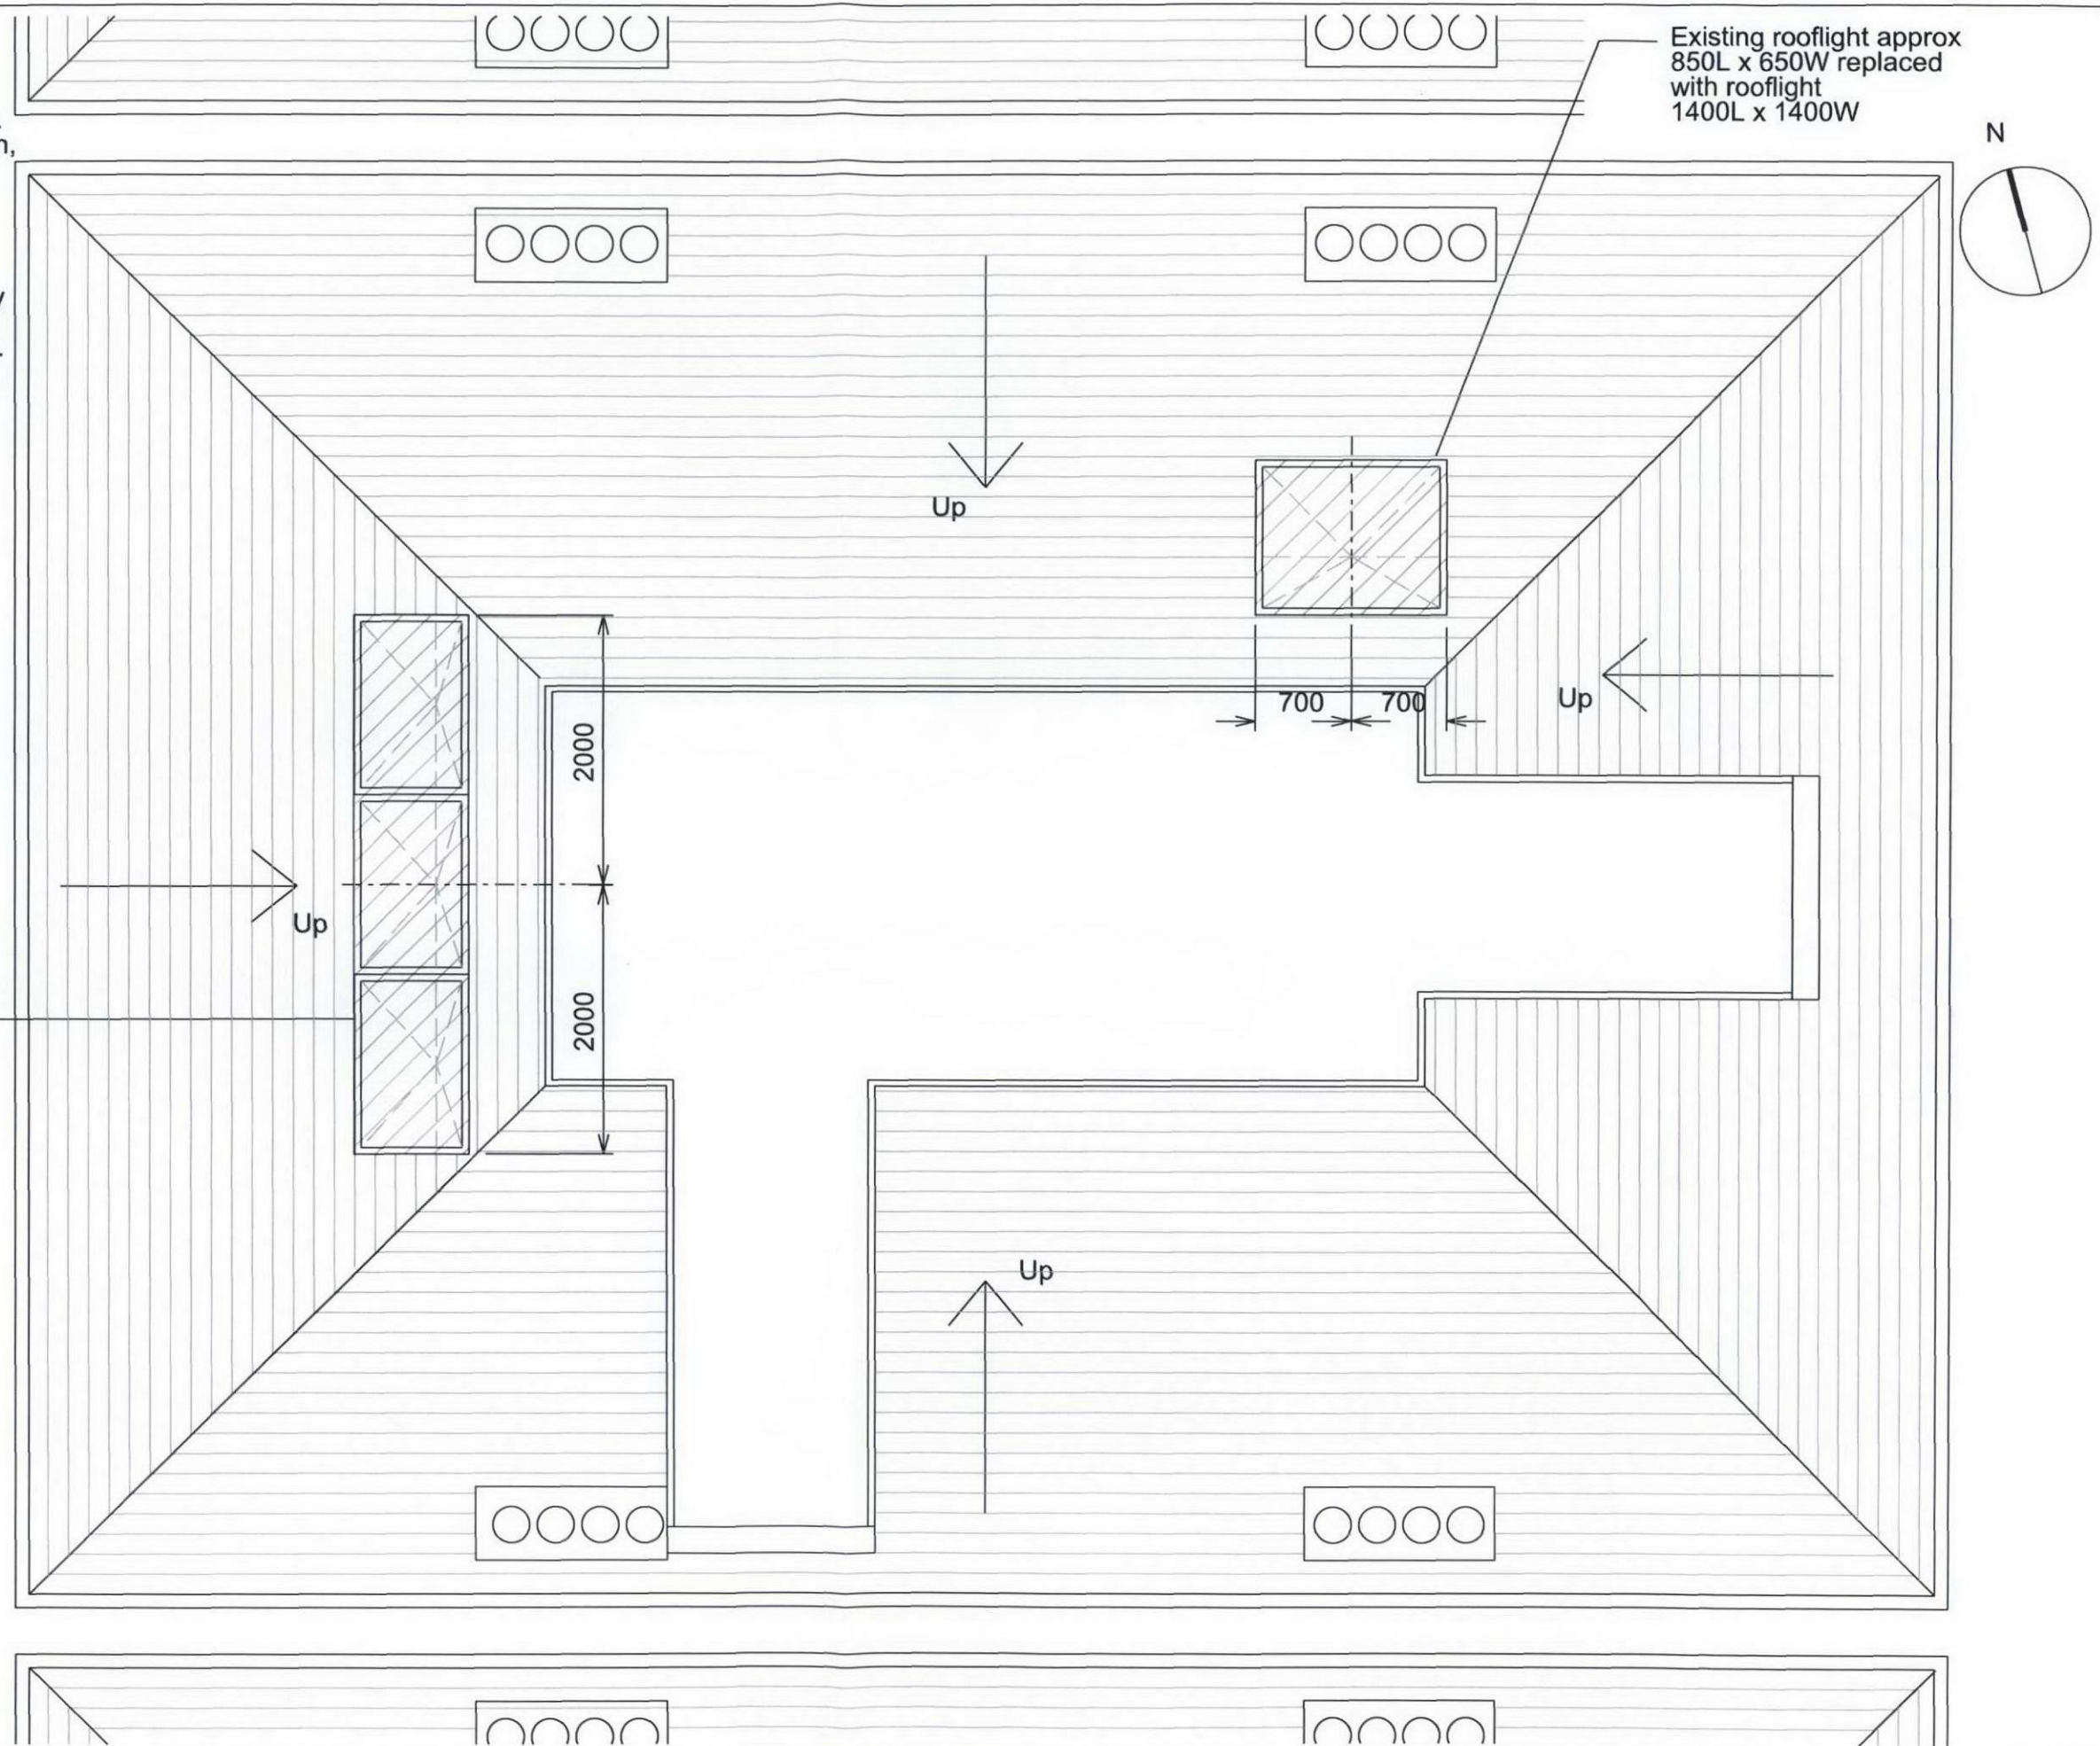 Existing rooflight approx
850L x 650W replaced
with rooflight
1400L x 1400W
N
Up
700 700
Up
2000
Up
2000
Up